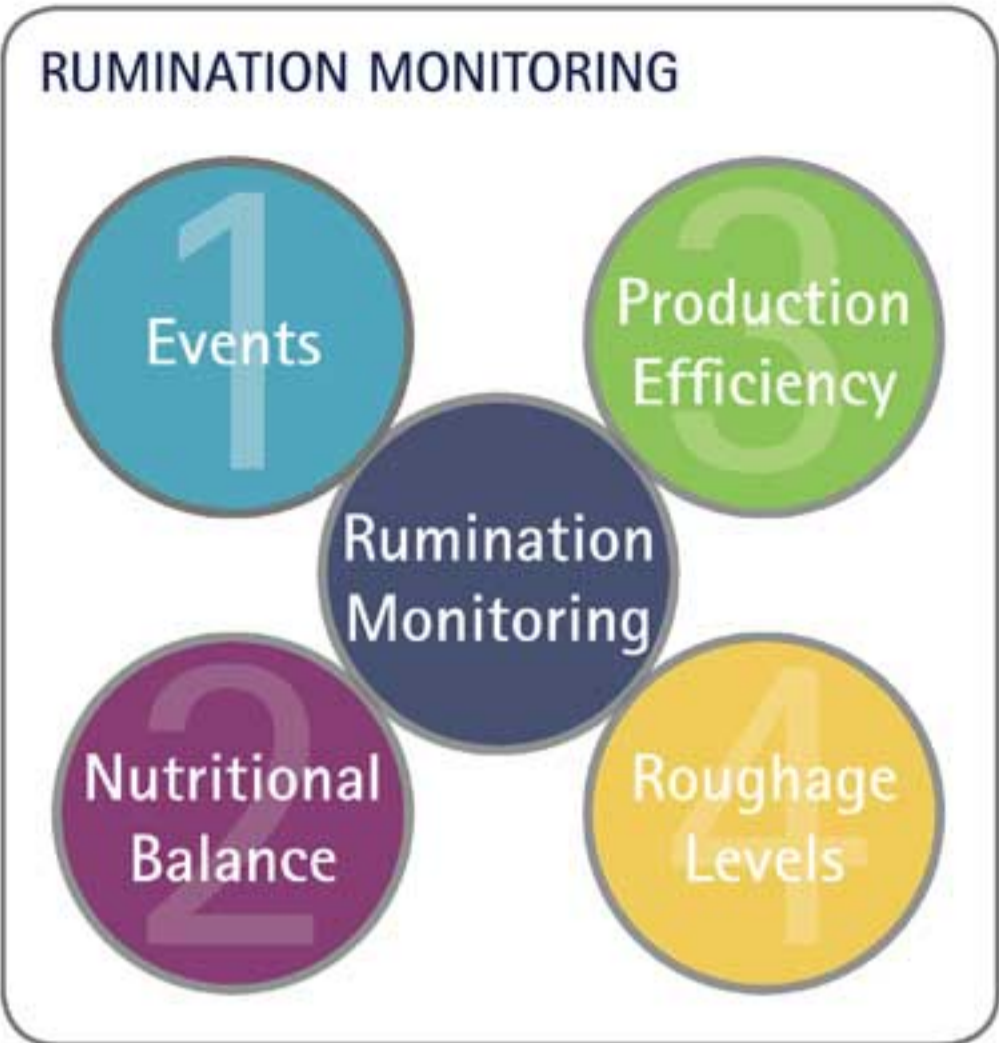 RUMINATION MONITORING
1
Events
2
Nutritional
Balance
3
Production
Efficiency
4
Roughage
Levels
Rumination
Monitoring